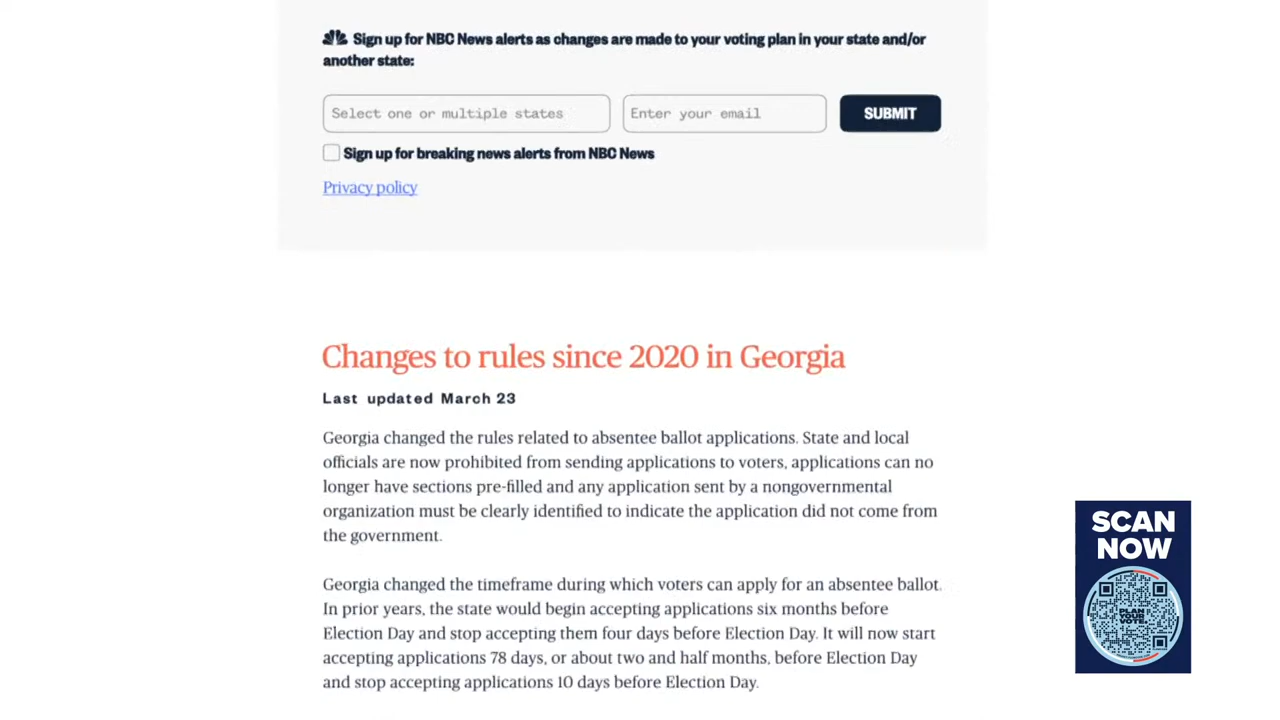 Sign up for NBC News alerts as changes are made to your voting plan in your state and/or
another state:
Select one or multiple states
Enter your email
SUBMIT
Sign up for breaking news alerts from NBC News
Privacy policy
Changes to rules since 2020 in Georgia
Last updated March 23
Georgia changed the rules related to absentee ballot applications. State and local
officials are now prohibited from sending applications to voters, applications can no
longer have sections pre-filled and any application sent by a nongovernmental
organization must be clearly identified to indicate the application did not come from
the government.
Georgia changed the timeframe during which voters can apply for an absentee ballot.
In prior years, the state would begin accepting applications six months before
Election Day and stop accepting them four days before Election Day. It will now start
accepting applications 78 days, or about two and half months, before Election Day
and stop accepting applications 10 days before Election Day.
SCAN
NOW
PLAN
YOUR
VOTE.